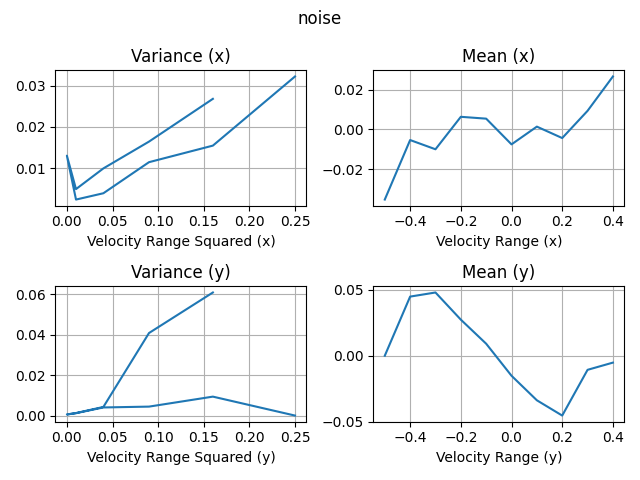 noise
Variance (x)
0.03
0.02
0.01
0.00 0.05 0.10 0.15 0.20 0.25
Velocity Range Squared (x)
Mean (x)
0.02
0.00
−0.02
−0.4 −0.2 0.0 0.2 0.4
Velocity Range (x)
Variance (y)
0.06
0.04
0.02
0.00
0.00 0.05 0.10 0.15 0.20 0.25
Velocity Range Squared (y)
Mean (y)
0.05
0.00
−0.05
−0.4 −0.2 0.0 0.2 0.4
Velocity Range (y)